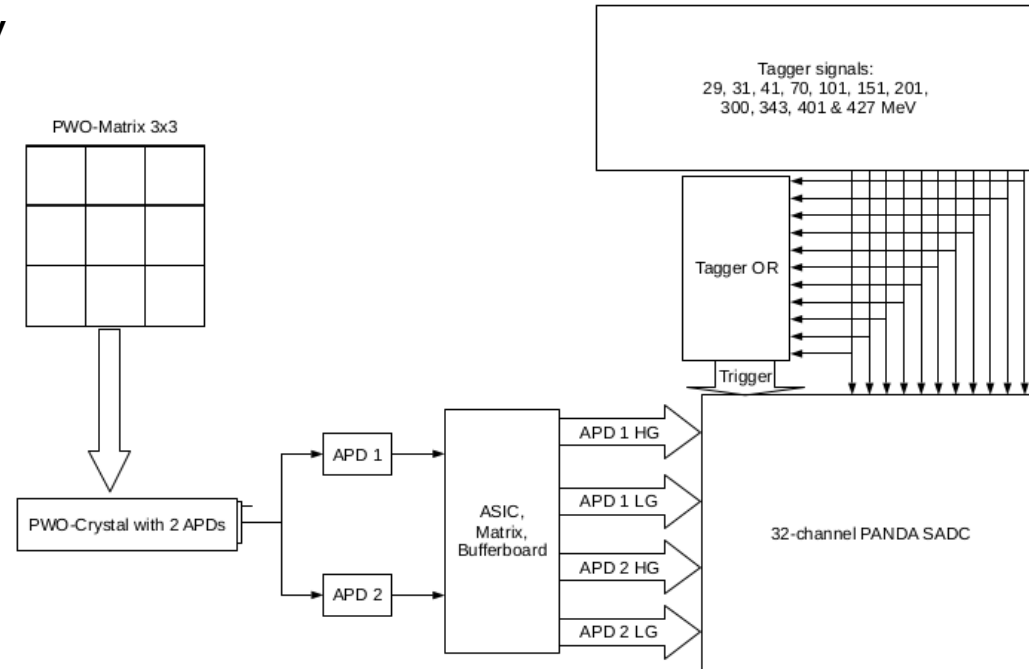 Tagger signals:
29, 31, 41, 70, 101, 151, 201,
300, 343, 401 & 427 MeV
PWO-Matrix 3x3
Tagger OR
Trigger
APD 1 HG
APD 1
APD 1 LG
PWO-Crystal with 2 APDs
ASIC,
Matrix,
Bufferboard
32-channel PANDA SADC
APD 2 HG
APD 2
APD 2 LG